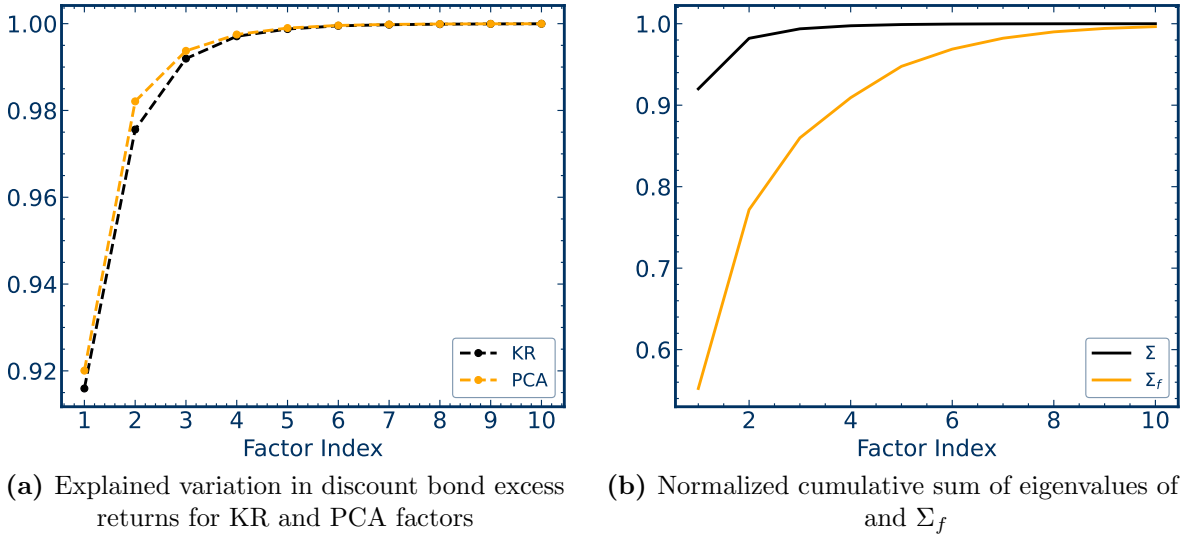 1.00
0.98
0.96
0.94
0.92
1 2 3 4 5 6 7 8 9 10
Factor Index
KR
PCA
(a) Explained variation in discount bond excess
returns for KR and PCA factors
1.0
0.9
0.8
0.7
0.6
2 4 6 8 10
Factor Index
Σ
Σ_f
(b) Normalized cumulative sum of eigenvalues of
and Σ_f